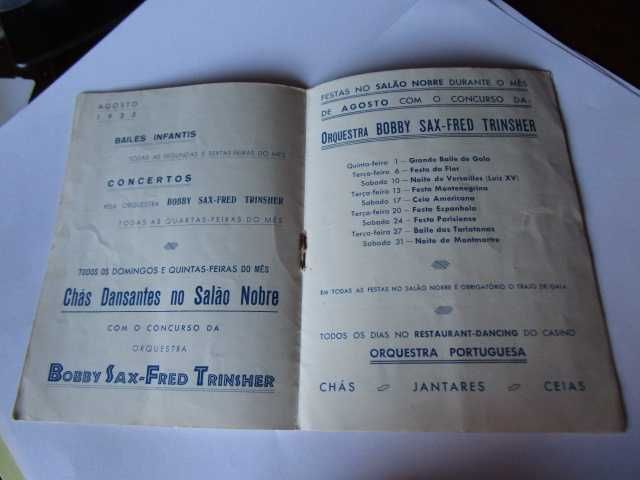 AGOSTO
1935
BAILES INFANTIS
TODAS AS SEGUNDAS E SEXTAS-FEIRAS DO MÊS
CONCERTOS
PELA ORQUESTRA BOBBY SAX-FRED TRINSHER
TODAS AS QUARTAS-FEIRAS DO MÊS
TODOS OS DOMINGOS E QUINTAS-FEIRAS DO MÊS
Chás Dansantes no Salão Nobre
COM O CONCURSO DA
ORQUESTRA
BOBBY SAX-FRED TRINSHER
FESTAS NO SALÃO NOBRE DURANTE O MÊS
DE AGOSTO COM O CONCURSO DA
ORQUESTRA BOBBY SAX-FRED TRINSHER
Quinta-feira 1 — Grande Baile de Gala
Terça-feira 6 — Festa da Flor
Sabado 10 — Noite de Versailles (Luiz XV)
Terça-feira 13 — Festa Montenegrina
Sabado 17 — Ceia Americana
Terça-feira 20 — Festa Espanhola
Sabado 24 — Festa Parisiense
Terça-feira 27 — Baile das Tarlatanas
Sabado 31 — Noite de Montmartre
EM TODAS AS FESTAS NO SALÃO NOBRE É OBRIGATÓRIO O TRAJO DE GALA
TODOS OS DIAS NO RESTAURANT-DANCING DO CASINO
ORQUESTRA PORTUGUESA
CHÁS JANTARES CEIAS